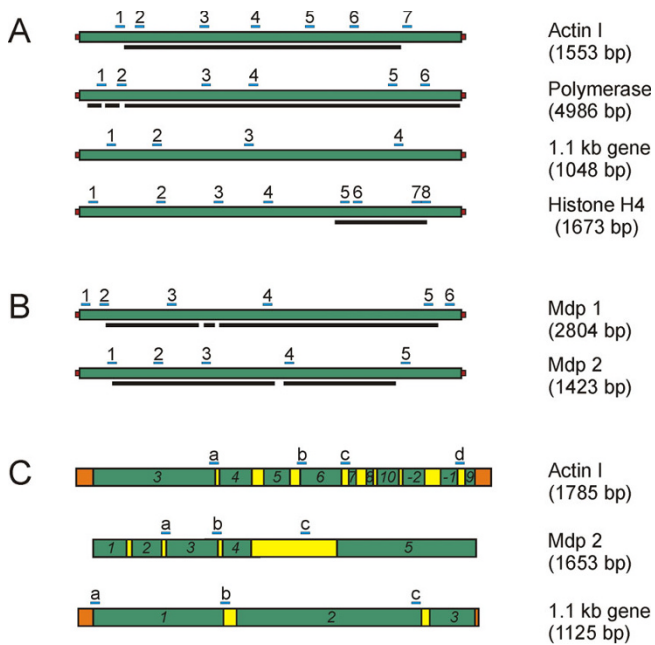 A
1 2 3 4 5 6 7
Actin I
(1553 bp)
1 2 3 4 5 6
Polymerase
(4986 bp)
1 2 3 4
1.1 kb gene
(1048 bp)
1 2 3 4 5 6 7 8
Histone H4
(1673 bp)
B
1 2 3 4 5 6
Mdp 1
(2804 bp)
1 2 3 4 5
Mdp 2
(1423 bp)
C
a b c d
3 4 5 6 7 8 10 -2 -1 9
Actin I
(1785 bp)
a b c
1 2 3 4 5
Mdp 2
(1653 bp)
a b c
1 2 3
1.1 kb gene
(1125 bp)